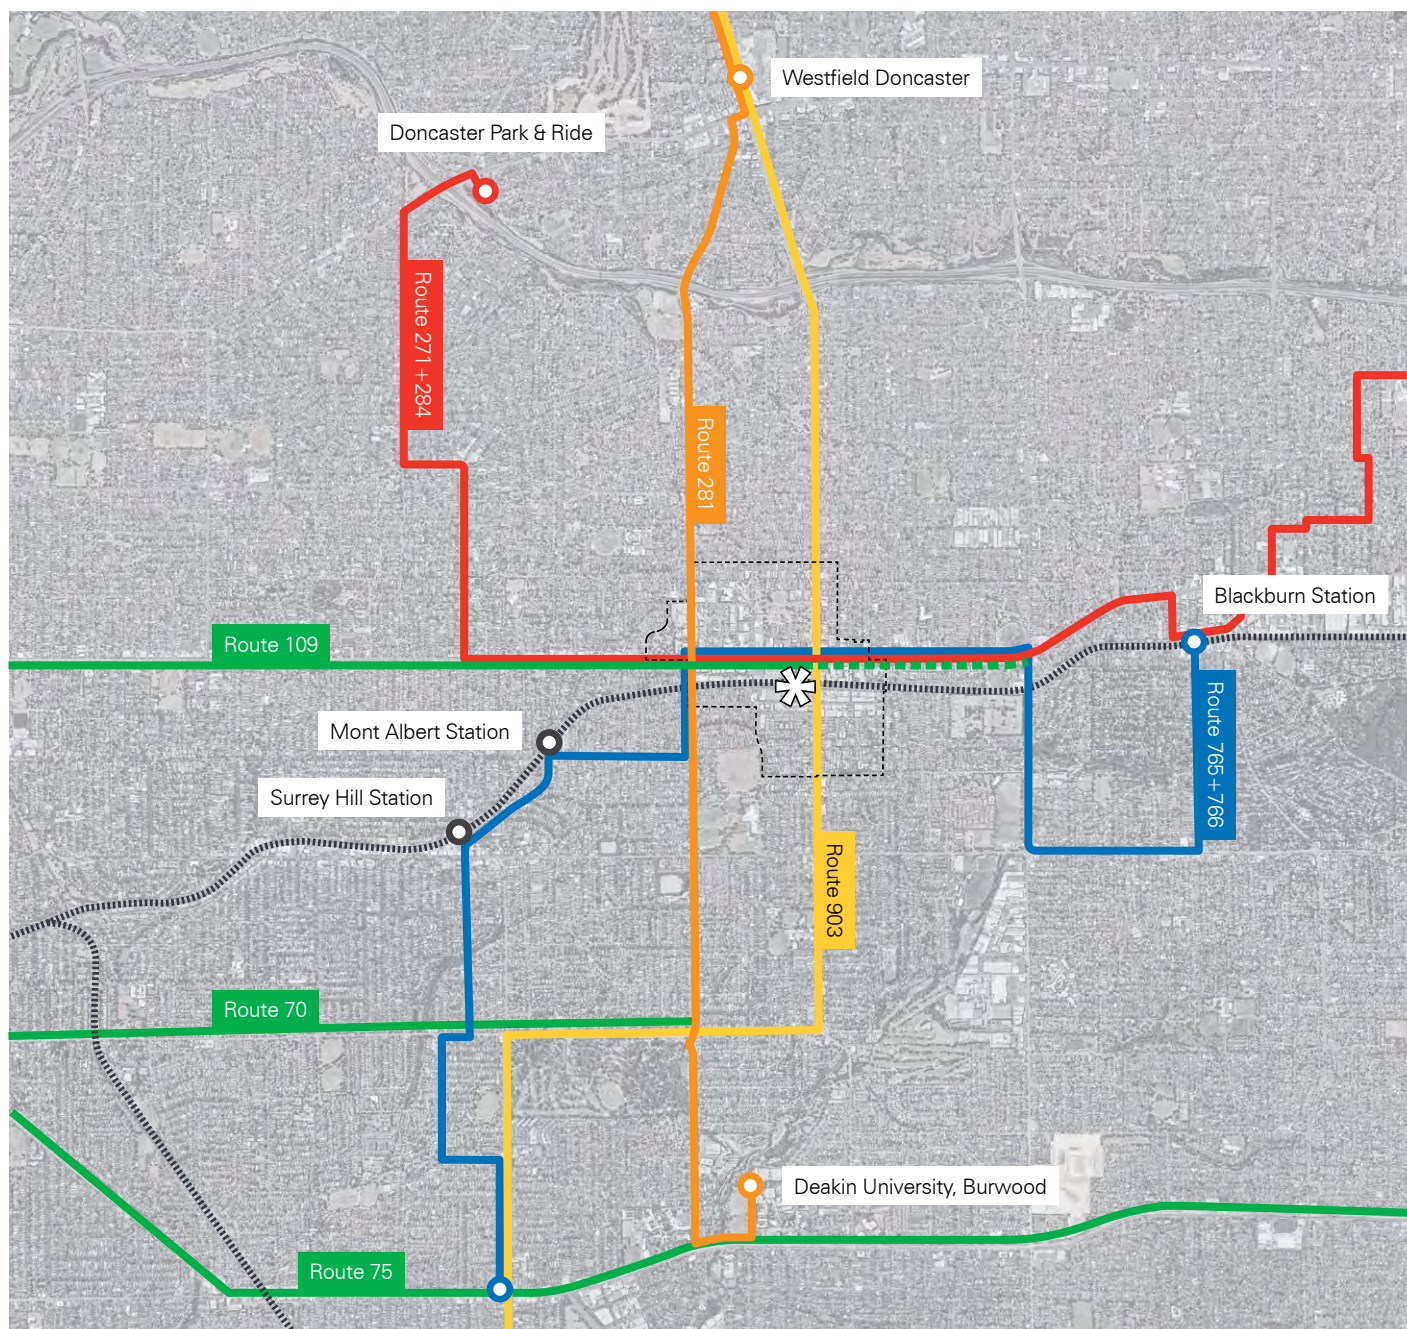 Westfield Doncaster
Doncaster Park & Ride
Route 271+284
Route 281
Blackburn Station
Route 109
Route 765+766
Mont Albert Station
Surrey Hill Station
Route 903
Route 70
Deakin University, Burwood
Route 75